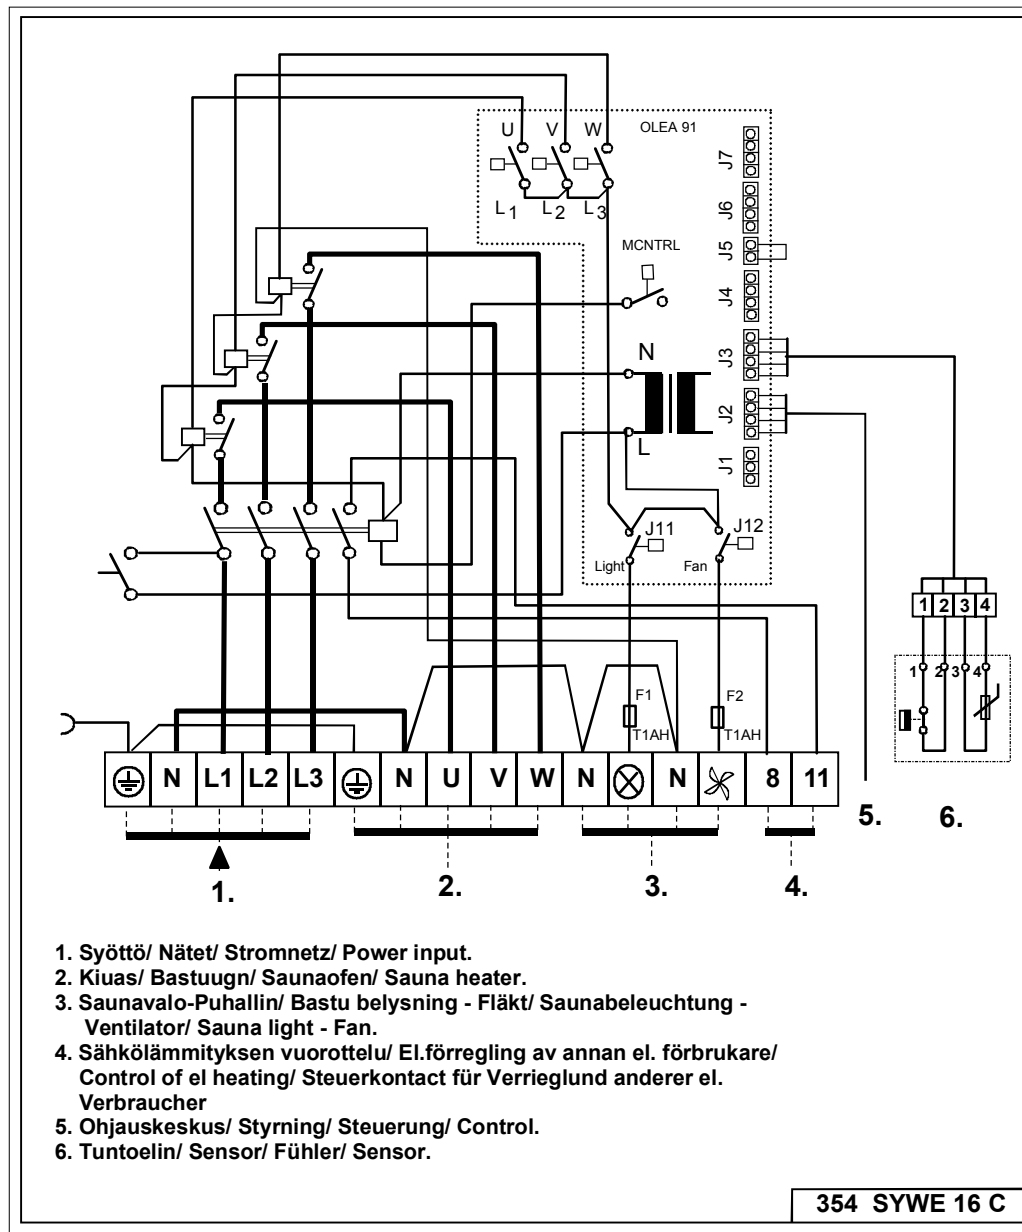 U V W OLEA 91
J7
L1 L2 L3
J6
MCNTRL
J5
J4
N
J3
J2
L
J1
J11 J12
Light Fan
1 2 3 4
1 2 3 4
F1 F2
T1AH T1AH
N L1 L2 L3 N U V W N N 8 11
1. 2. 3. 4. 5. 6.
1. Syöttö/ Nätet/ Stromnetz/ Power input.
2. Kiuas/ Bastuugn/ Saunaofen/ Sauna heater.
3. Saunavalo-Puhallin/ Bastu belysning - Fläkt/ Saunabeleuchtung -
Ventilator/ Sauna light - Fan.
4. Sähkölämmityksen vuorottelu/ El.förregling av annan el. förbrukare/
Control of el heating/ Steuerkontact für Verrieglund anderer el.
Verbraucher
5. Ohjauskeskus/ Styrning/ Steuerung/ Control.
6. Tuntoelin/ Sensor/ Fühler/ Sensor.
354 SYWE 16 C